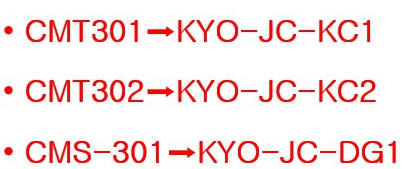 • CMT301➡KYO-JC-KC1
• CMT302➡KYO-JC-KC2
• CMS-301➡KYO-JC-DG1